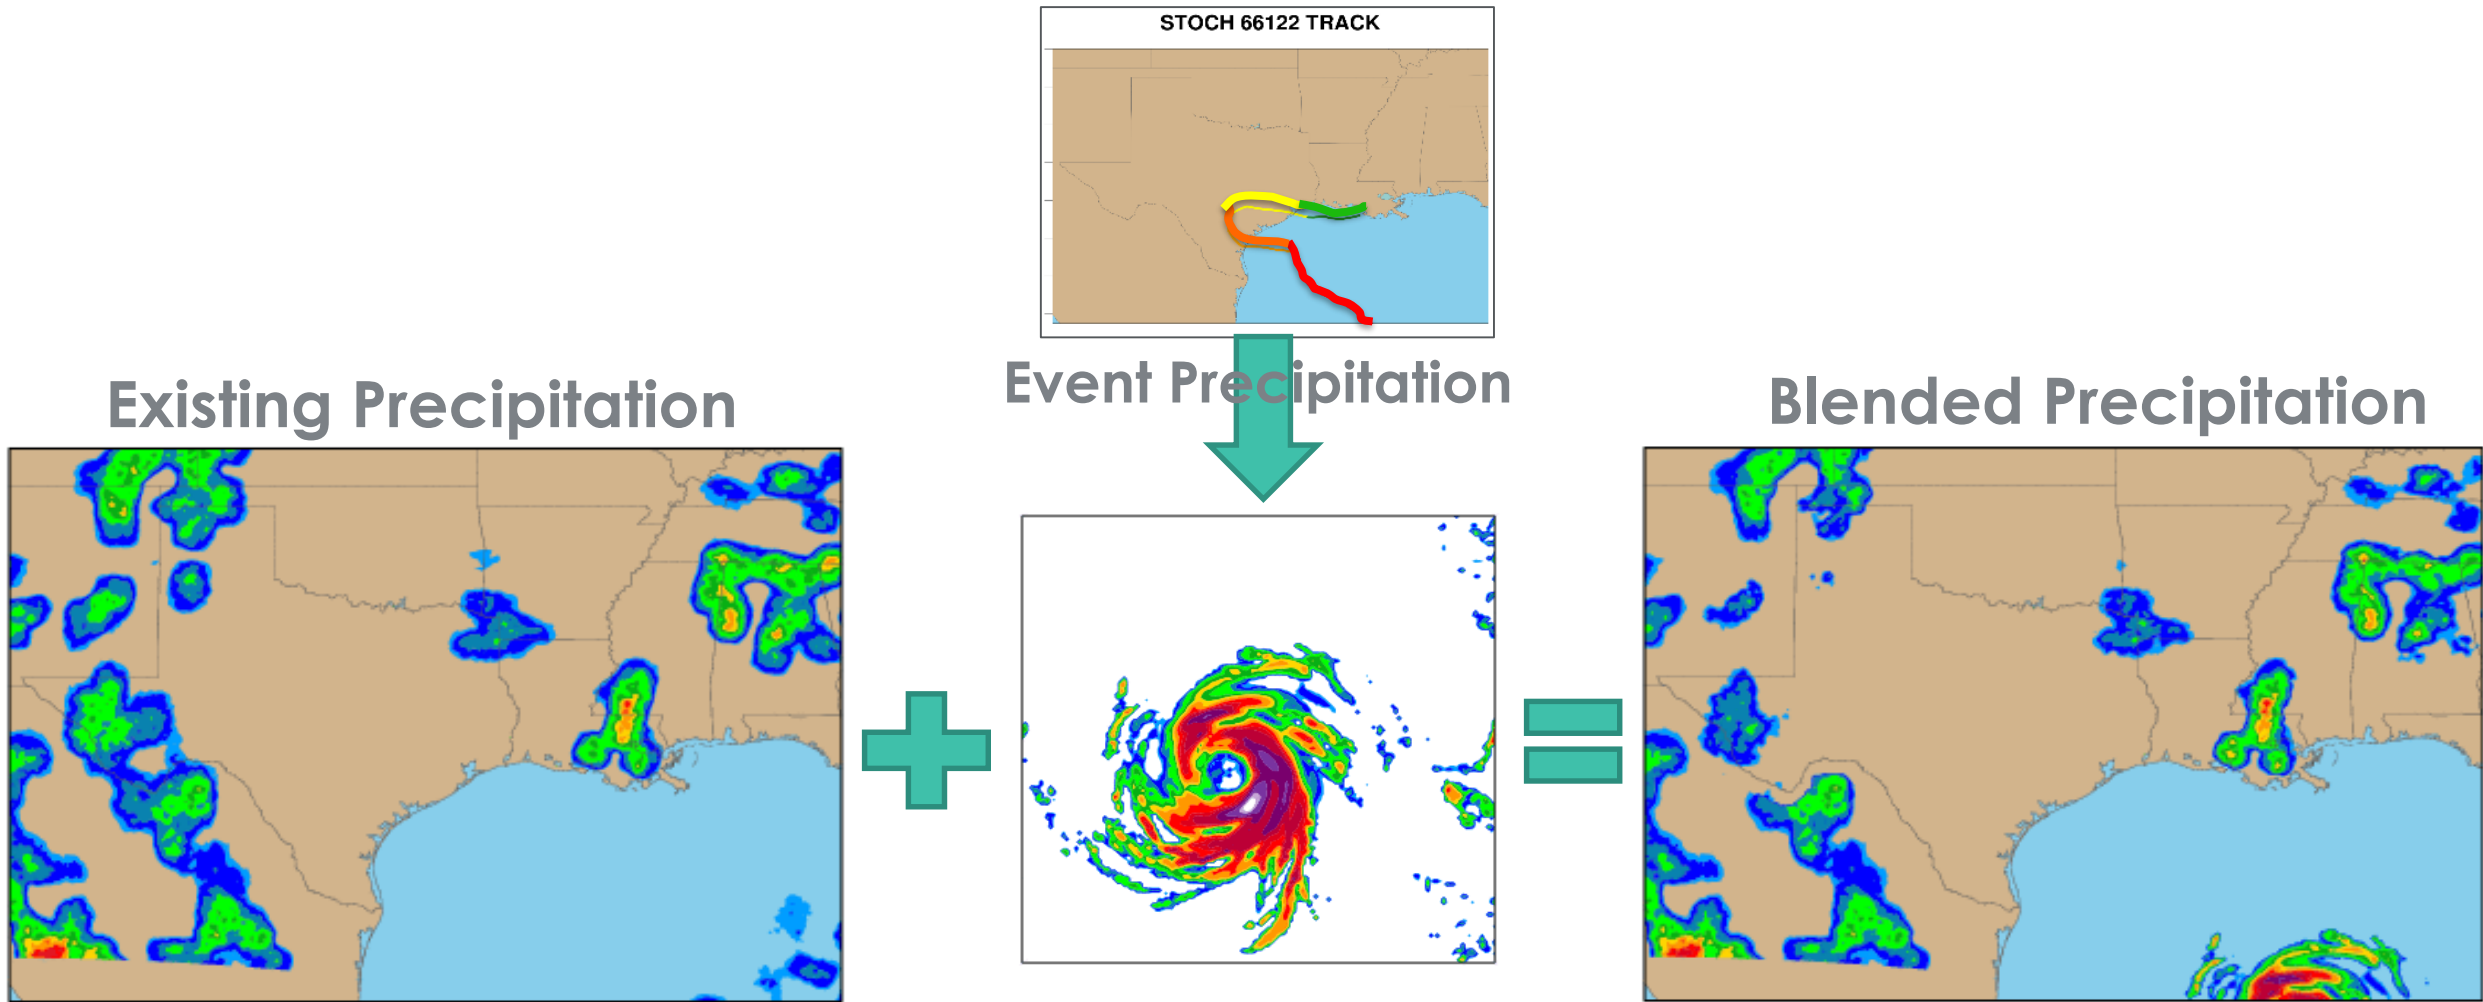 STOCH 66122 TRACK
Event Precipitation
Existing Precipitation
Blended Precipitation